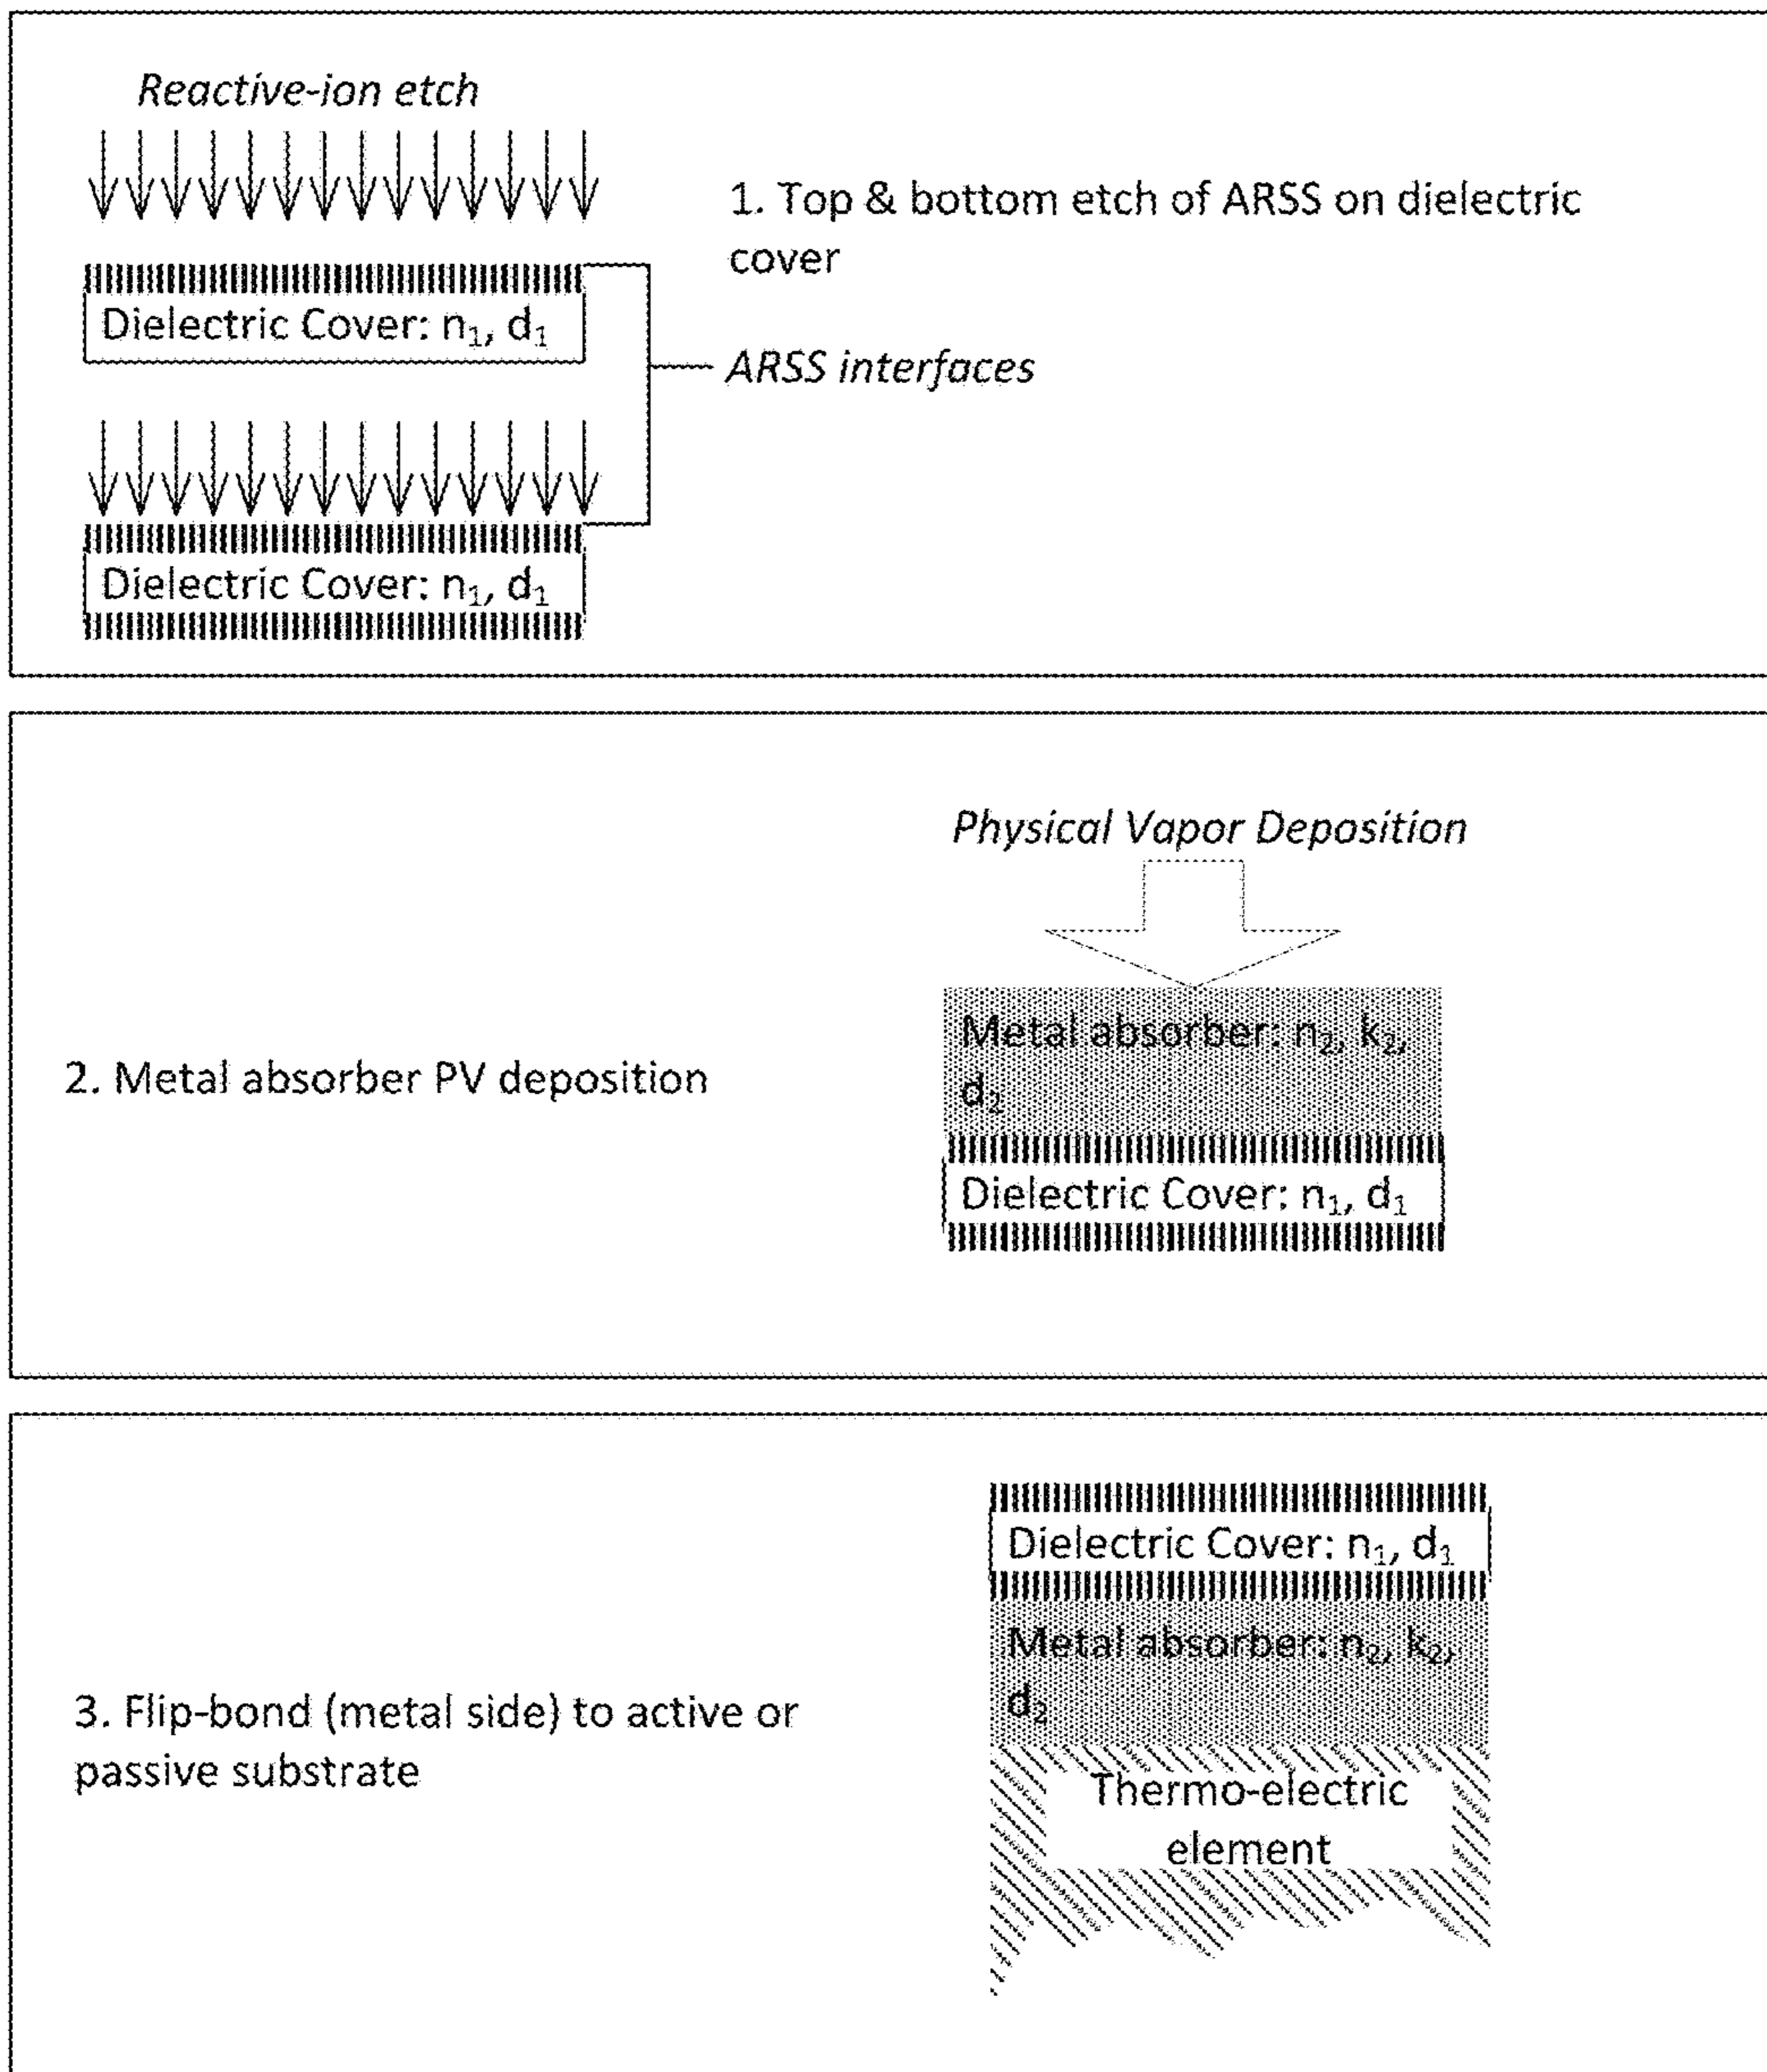 Reactive-ion etch
1. Top & bottom etch of ARSS on dielectric
cover
Dielectric Cover: n₁, d₁
ARSS interfaces
Dielectric Cover: n₁, d₁
Physical Vapor Deposition
2. Metal absorber PV deposition
Metal absorber: n₂, k₂,
d₂
Dielectric Cover: n₁, d₁
3. Flip-bond (metal side) to active or
passive substrate
Dielectric Cover: n₁, d₁
Metal absorber: n₂, k₂,
d₂
Thermo-electric
element